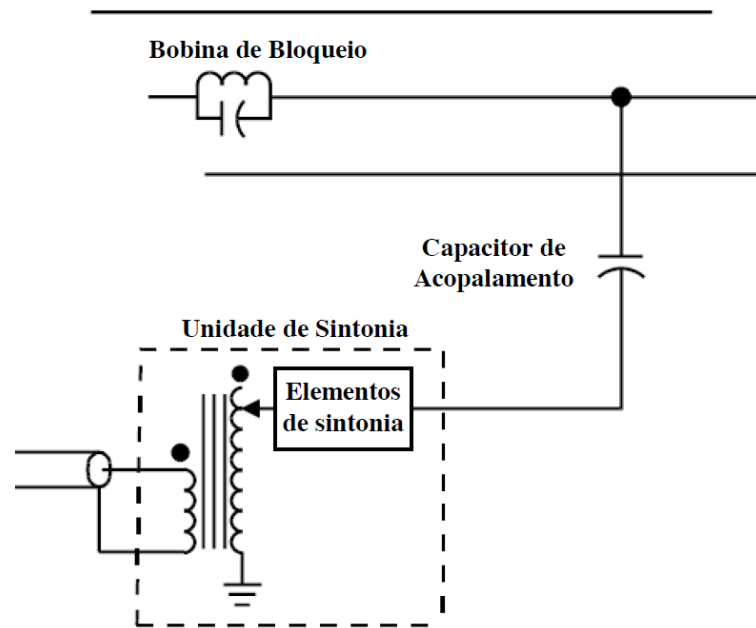 Bobina de Bloqueio
Capacitor de
Acopalamento
Unidade de Sintonia
Elementos
de sintonia